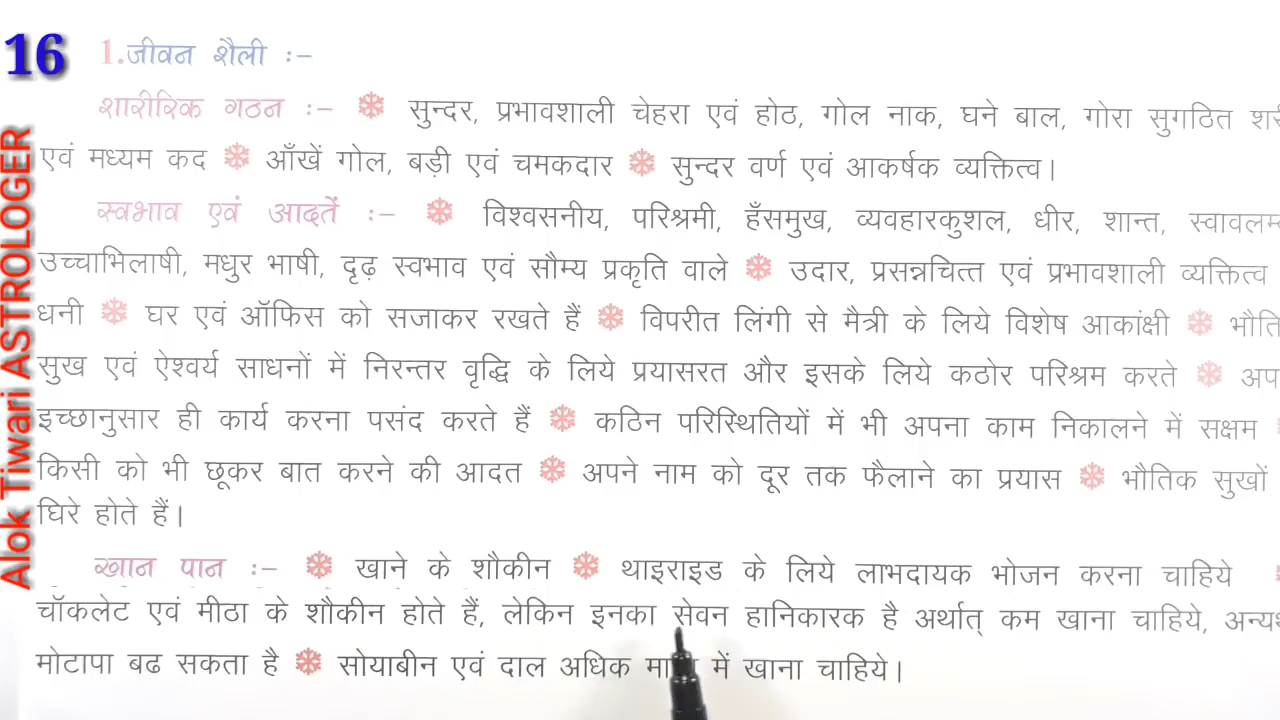 16
1.जीवन शैली :–
शारीरिक गठन :– ❄ सुन्दर, प्रभावशाली चेहरा एवं होठ, गोल नाक, घने बाल, गोरा सुगठित
एवं मध्यम कद ❄ आँखें गोल, बड़ी एवं चमकदार ❄ सुन्दर वर्ण एवं आकर्षक व्यक्तित्व।
स्वभाव एवं आदतें :– ❄ विश्वसनीय, परिश्रमी, हँसमुख, व्यवहारकुशल, धीर, शान्त,
उच्चाभिलाषी, मधुर भाषी, दृढ़ स्वभाव एवं सौम्य प्रकृति वाले ❄ उदार, प्रसन्नचित्त एवं प्रभावशाली व्यक्तित्व
धनी ❄ घर एवं ऑफिस को सजाकर रखते हैं ❄ विपरीत लिंगी से मैत्री के लिये विशेष आकांक्षी ❄
सुख एवं ऐश्वर्य साधनों में निरन्तर वृद्धि के लिये प्रयासरत और इसके लिये कठोर परिश्रम करते ❄
इच्छानुसार ही कार्य करना पसंद करते हैं ❄ कठिन परिस्थितियों में भी अपना काम निकालने में सक्षम
किसी को भी छूकर बात करने की आदत ❄ अपने नाम को दूर तक फैलाने का प्रयास ❄ भौतिक सुखों
घिरे होते हैं।
खान पान :– ❄ खाने के शौकीन ❄ थाइराइड के लिये लाभदायक भोजन करना चाहिये
चॉकलेट एवं मीठा के शौकीन होते हैं, लेकिन इनका सेवन हानिकारक है अर्थात् कम खाना चाहिये,
मोटापा बढ सकता है ❄ सोयाबीन एवं दाल अधिक में खाना चाहिये।
Alok Tiwari ASTROLOGER